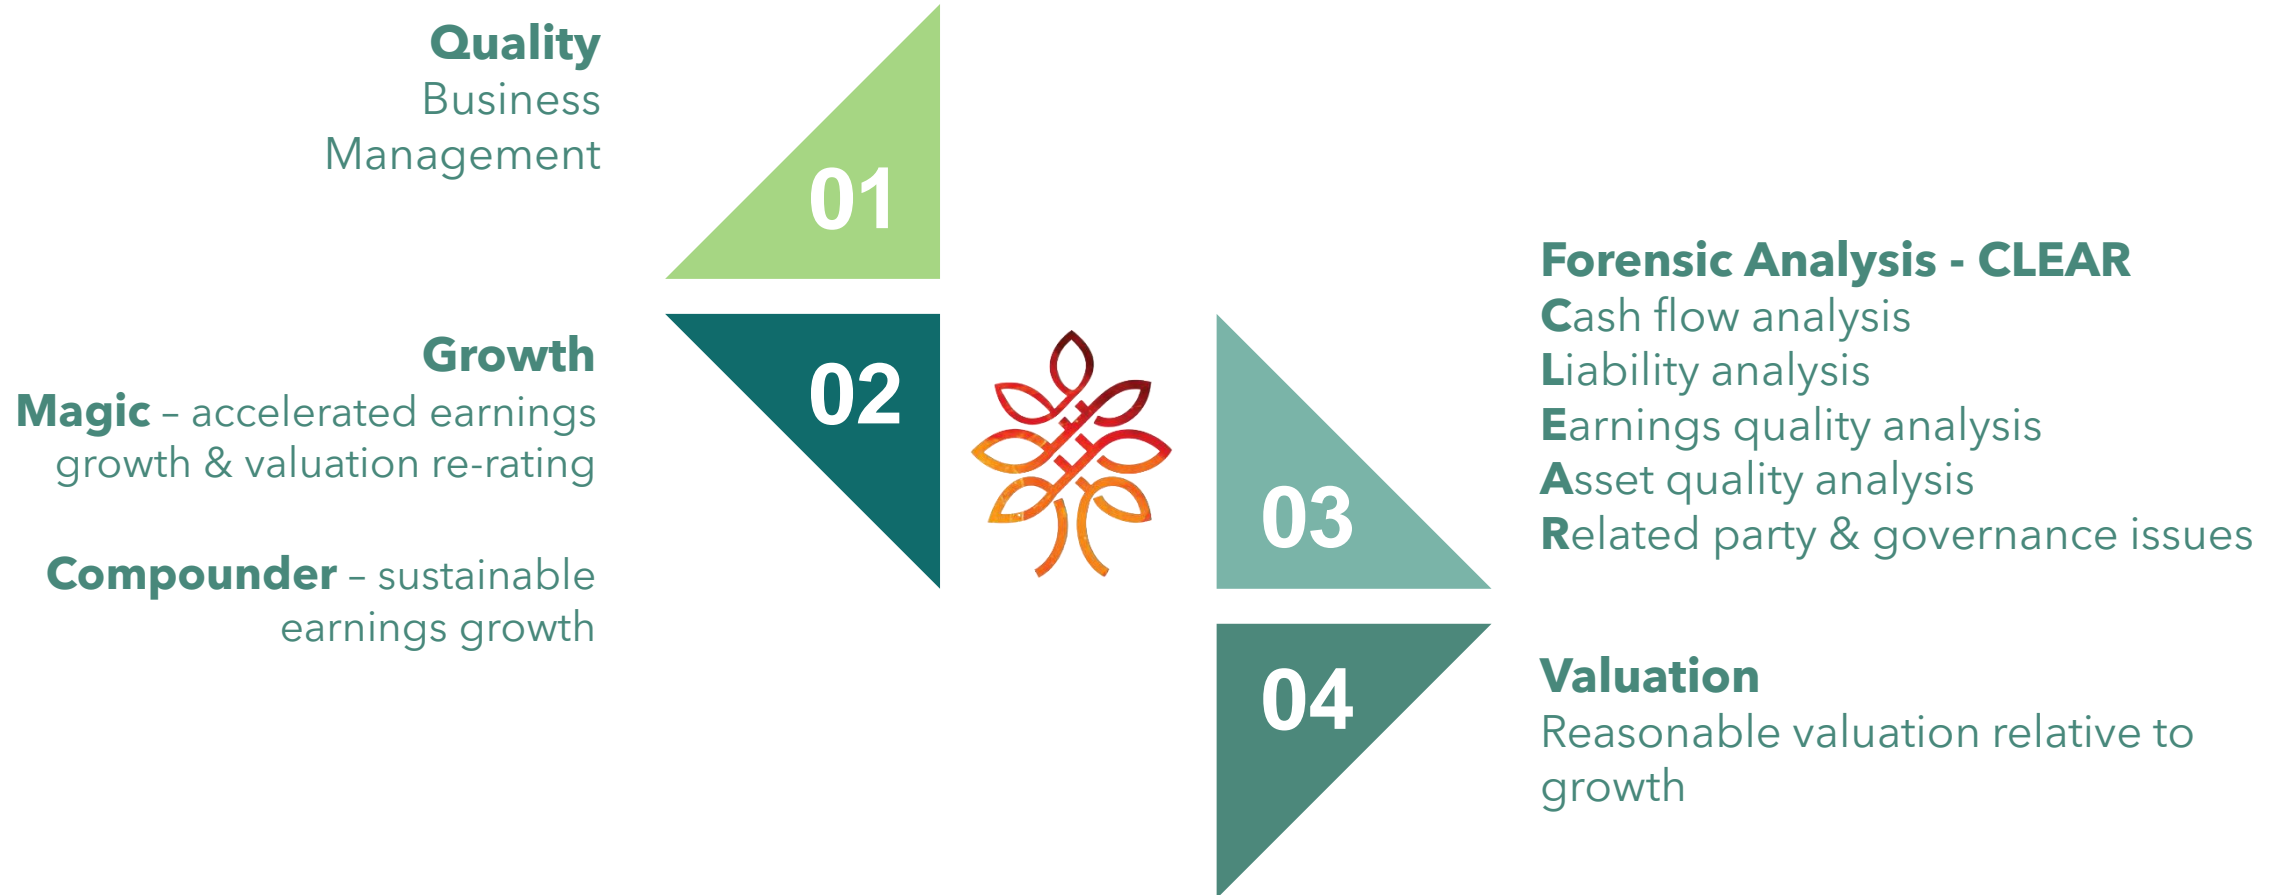 Quality
Business
Management
01
Growth
Magic – accelerated earnings
growth & valuation re-rating
Compounder – sustainable
earnings growth
02
Forensic Analysis - CLEAR
Cash flow analysis
Liability analysis
Earnings quality analysis
Asset quality analysis
Related party & governance issues
03
Valuation
Reasonable valuation relative to
growth
04